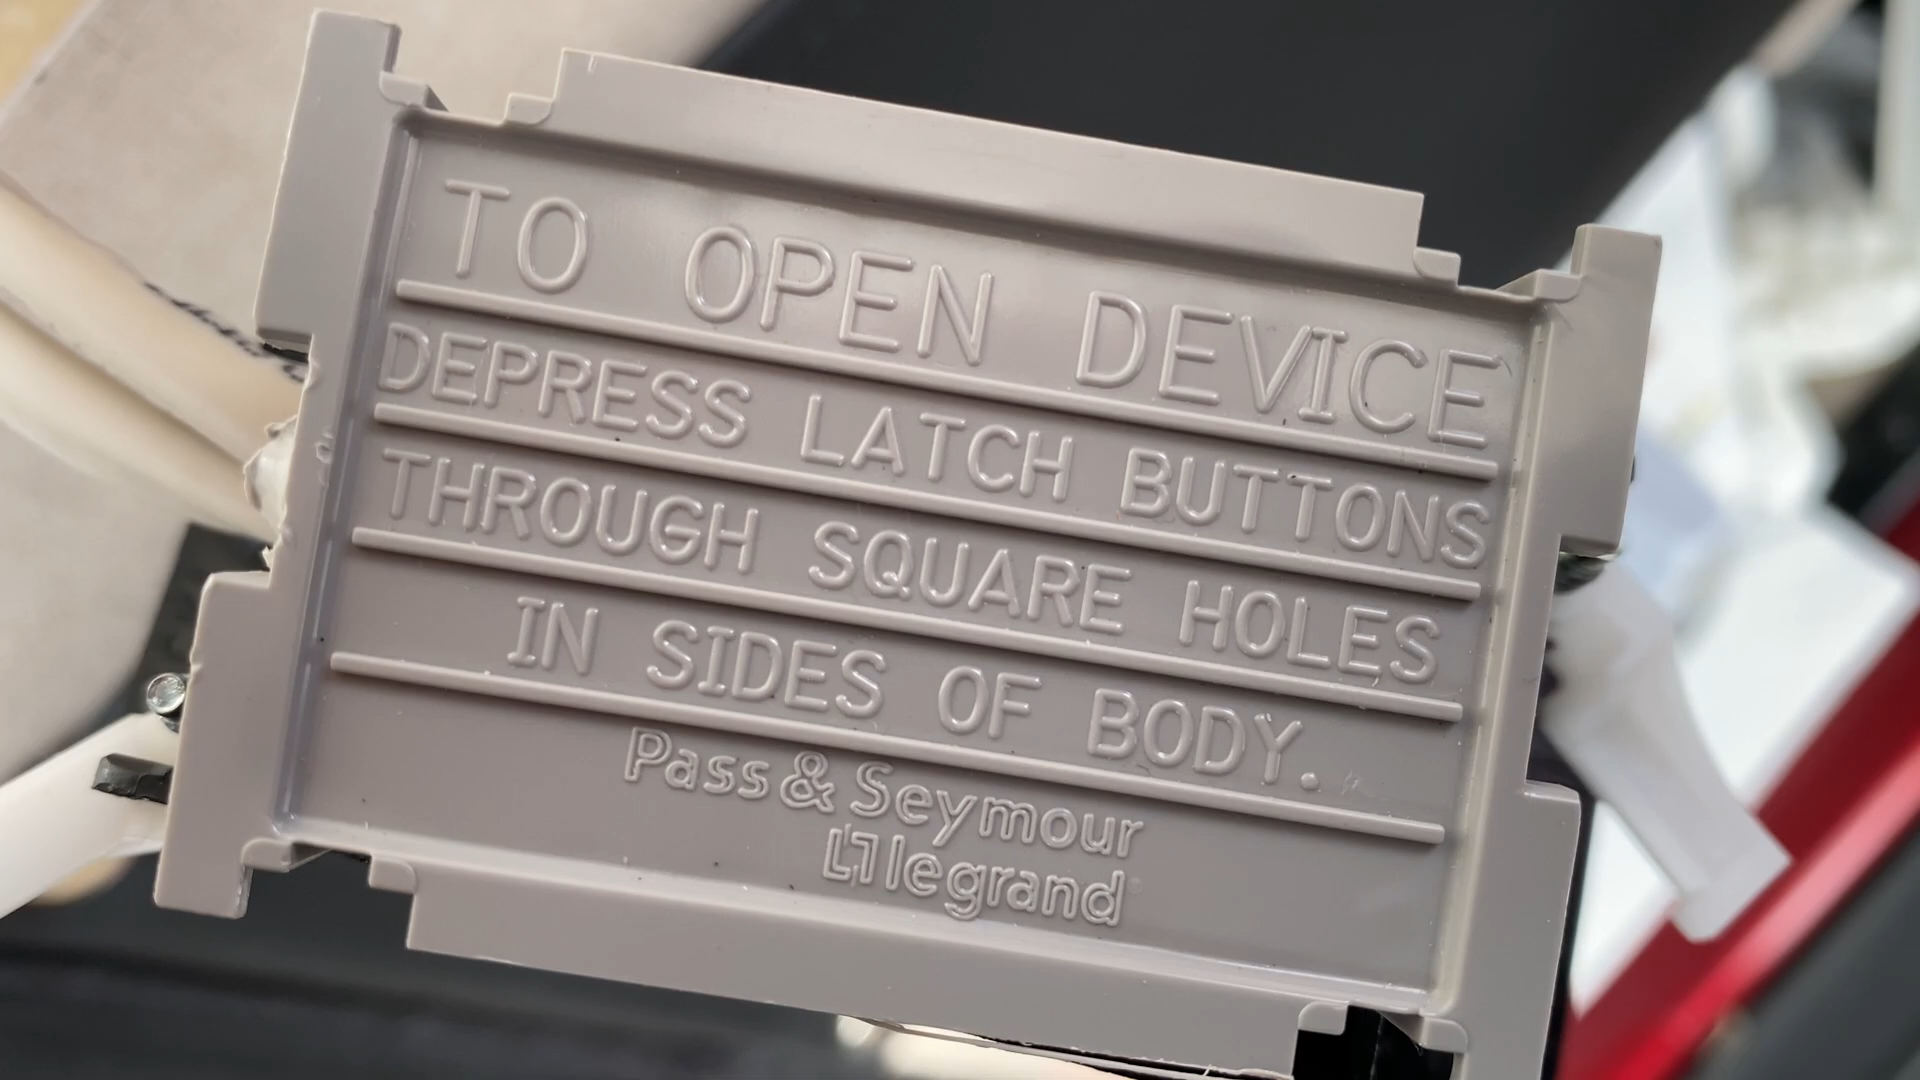 TO OPEN DEVICE
DEPRESS LATCH BUTTONS
THROUGH SQUARE HOLES
IN SIDES OF BODY.
Pass & Seymour
legrand